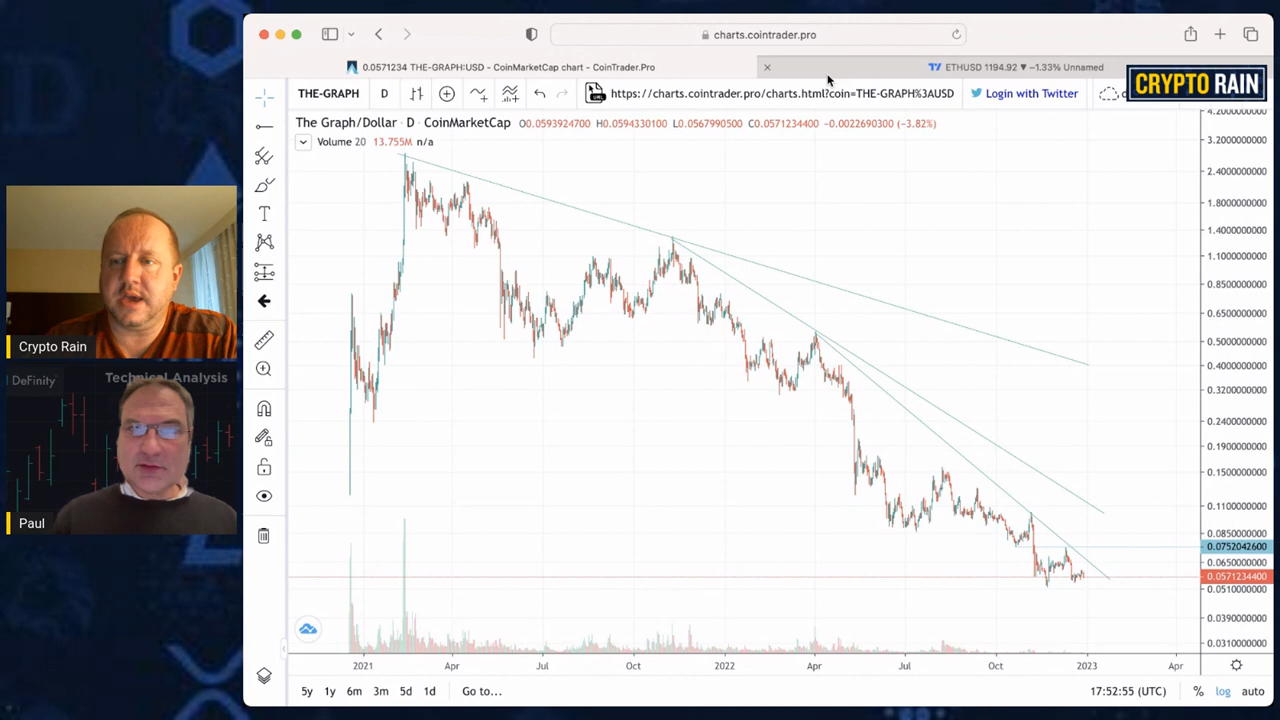 charts.cointrader.pro
0.0571234 THE-GRAPH:USD - CoinMarketCap chart - CoinTrader.Pro
ETHUSD 1194.92 ▼ −1.33% Unnamed
CRYPTO RAIN
THE-GRAPH
D
https://charts.cointrader.pro/charts.html?coin=THE-GRAPH%3AUSD
Login with Twitter
The Graph/Dollar · D · CoinMarketCap O0.0593924700 H0.0594330100 L0.0567990500 C0.0571234400 −0.0022690300 (−3.82%)
Volume 20 13.755M n/a
4.2000000000
3.2000000000
2.4000000000
1.8000000000
1.4000000000
1.1000000000
0.8500000000
0.6500000000
0.5000000000
0.4000000000
0.3200000000
0.2400000000
0.1900000000
0.1500000000
0.1100000000
0.0850000000
0.0752042600
0.0650000000
0.0571234400
0.0510000000
0.0390000000
0.0310000000
Crypto Rain
DeFinity
Technical Analysis
Paul
2021 Apr Jul Oct 2022 Apr Jul Oct 2023 Apr
5y 1y 6m 3m 5d 1d Go to...
17:52:55 (UTC) % log auto